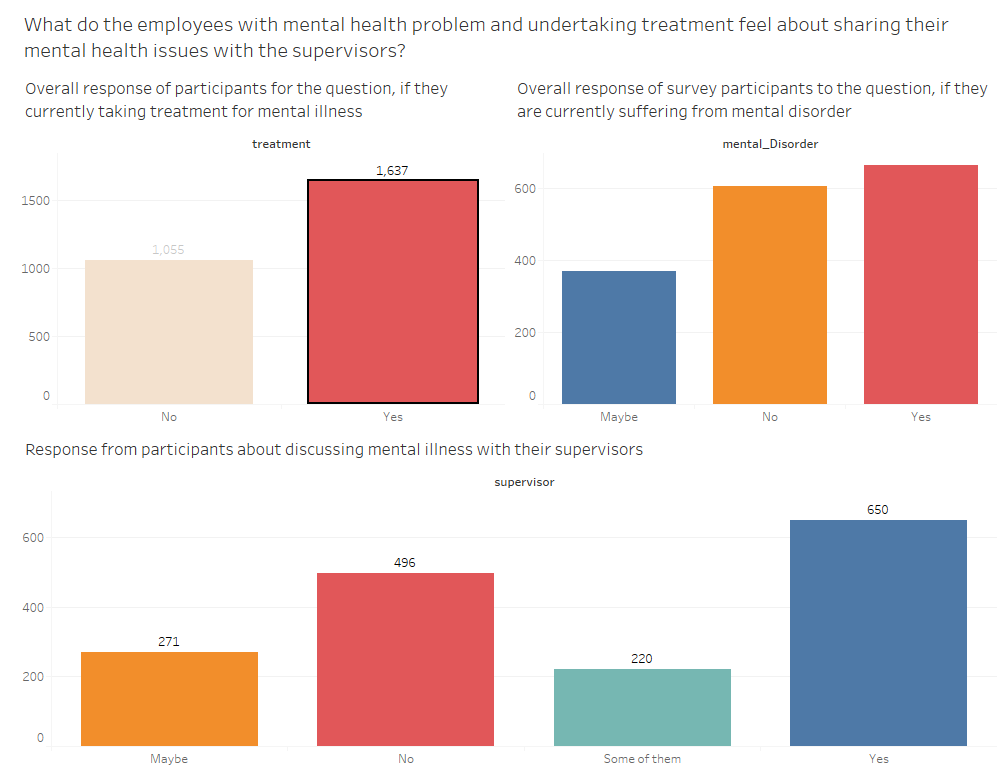 What do the employees with mental health problem and undertaking treatment feel about sharing their
mental health issues with the supervisors?
Overall response of participants for the question, if they
currently taking treatment for mental illness
treatment
1,637
1,055
1500
1000
500
0
No
Yes
Overall response of survey participants to the question, if they
are currently suffering from mental disorder
mental_Disorder
600
400
200
0
Maybe
No
Yes
Response from participants about discussing mental illness with their supervisors
supervisor
650
496
271
220
600
400
200
0
Maybe
No
Some of them
Yes